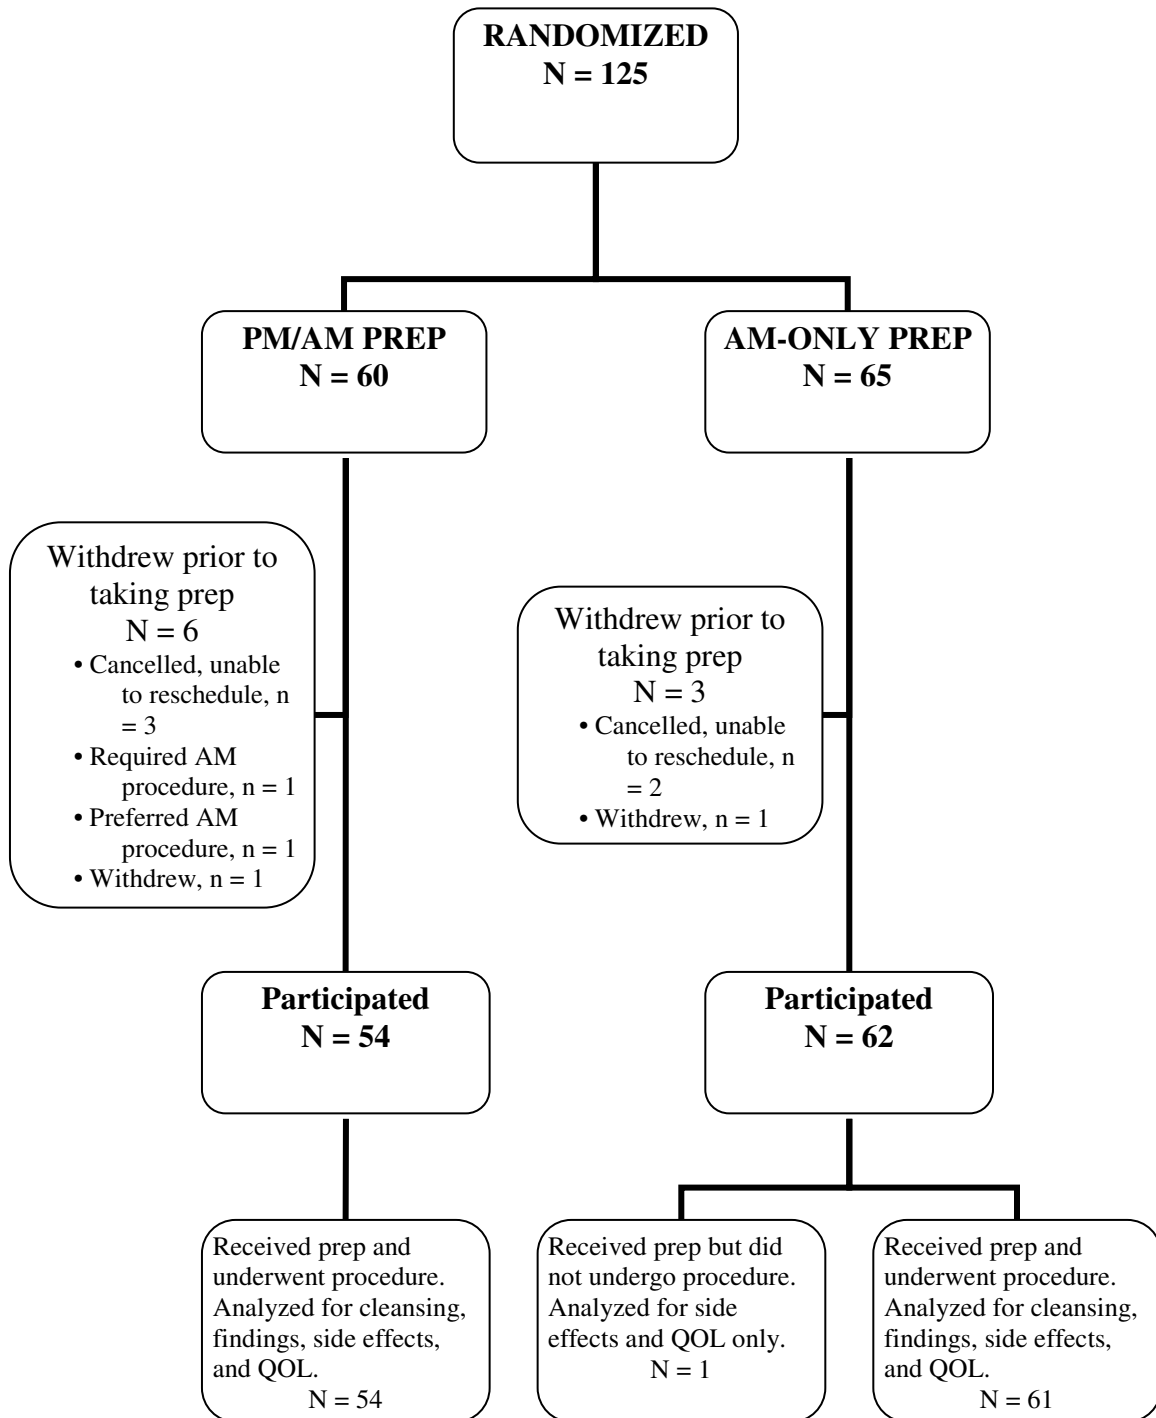 RANDOMIZED
N = 125
PM/AM PREP
N = 60
AM-ONLY PREP
N = 65
Withdrew prior to
taking prep
N = 6
• Cancelled, unable
to reschedule, n
= 3
• Required AM
procedure, n = 1
• Preferred AM
procedure, n = 1
• Withdrew, n = 1
Withdrew prior to
taking prep
N = 3
• Cancelled, unable
to reschedule, n
= 2
• Withdrew, n = 1
Participated
N = 54
Participated
N = 62
Received prep and
underwent procedure.
Analyzed for cleansing,
findings, side effects,
and QOL.
N = 54
Received prep but did
not undergo procedure.
Analyzed for side
effects and QOL only.
N = 1
Received prep and
underwent procedure.
Analyzed for cleansing,
findings, side effects,
and QOL.
N = 61